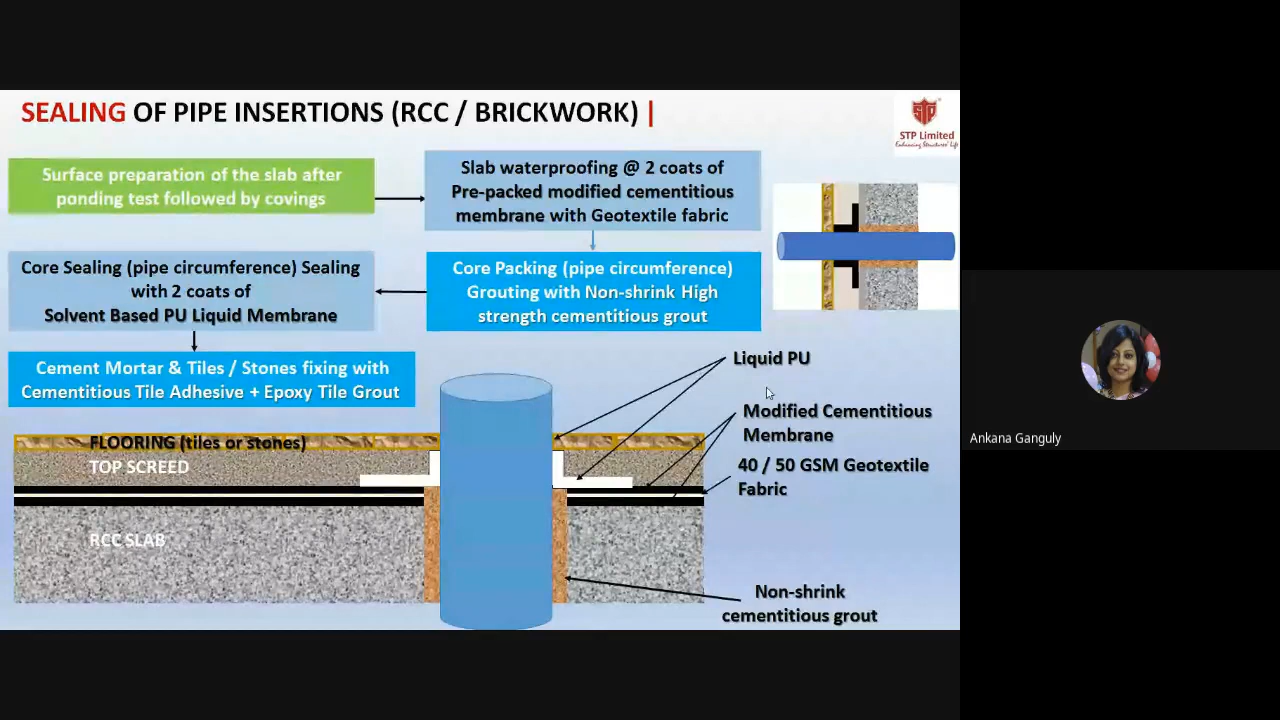 SEALING OF PIPE INSERTIONS (RCC / BRICKWORK) |
STP
STP Limited
Enhancing Structures' Life
Surface preparation of the slab after
ponding test followed by covings
Slab waterproofing @ 2 coats of
Pre-packed modified cementitious
membrane with Geotextile fabric
Core Sealing (pipe circumference) Sealing
with 2 coats of
Solvent Based PU Liquid Membrane
Core Packing (pipe circumference)
Grouting with Non-shrink High
strength cementitious grout
Cement Mortar & Tiles / Stones fixing with
Cementitious Tile Adhesive + Epoxy Tile Grout
Liquid PU
Modified Cementitious
Membrane
40 / 50 GSM Geotextile
Fabric
FLOORING (tiles or stones)
TOP SCREED
RCC SLAB
Non-shrink
cementitious grout
Ankana Ganguly